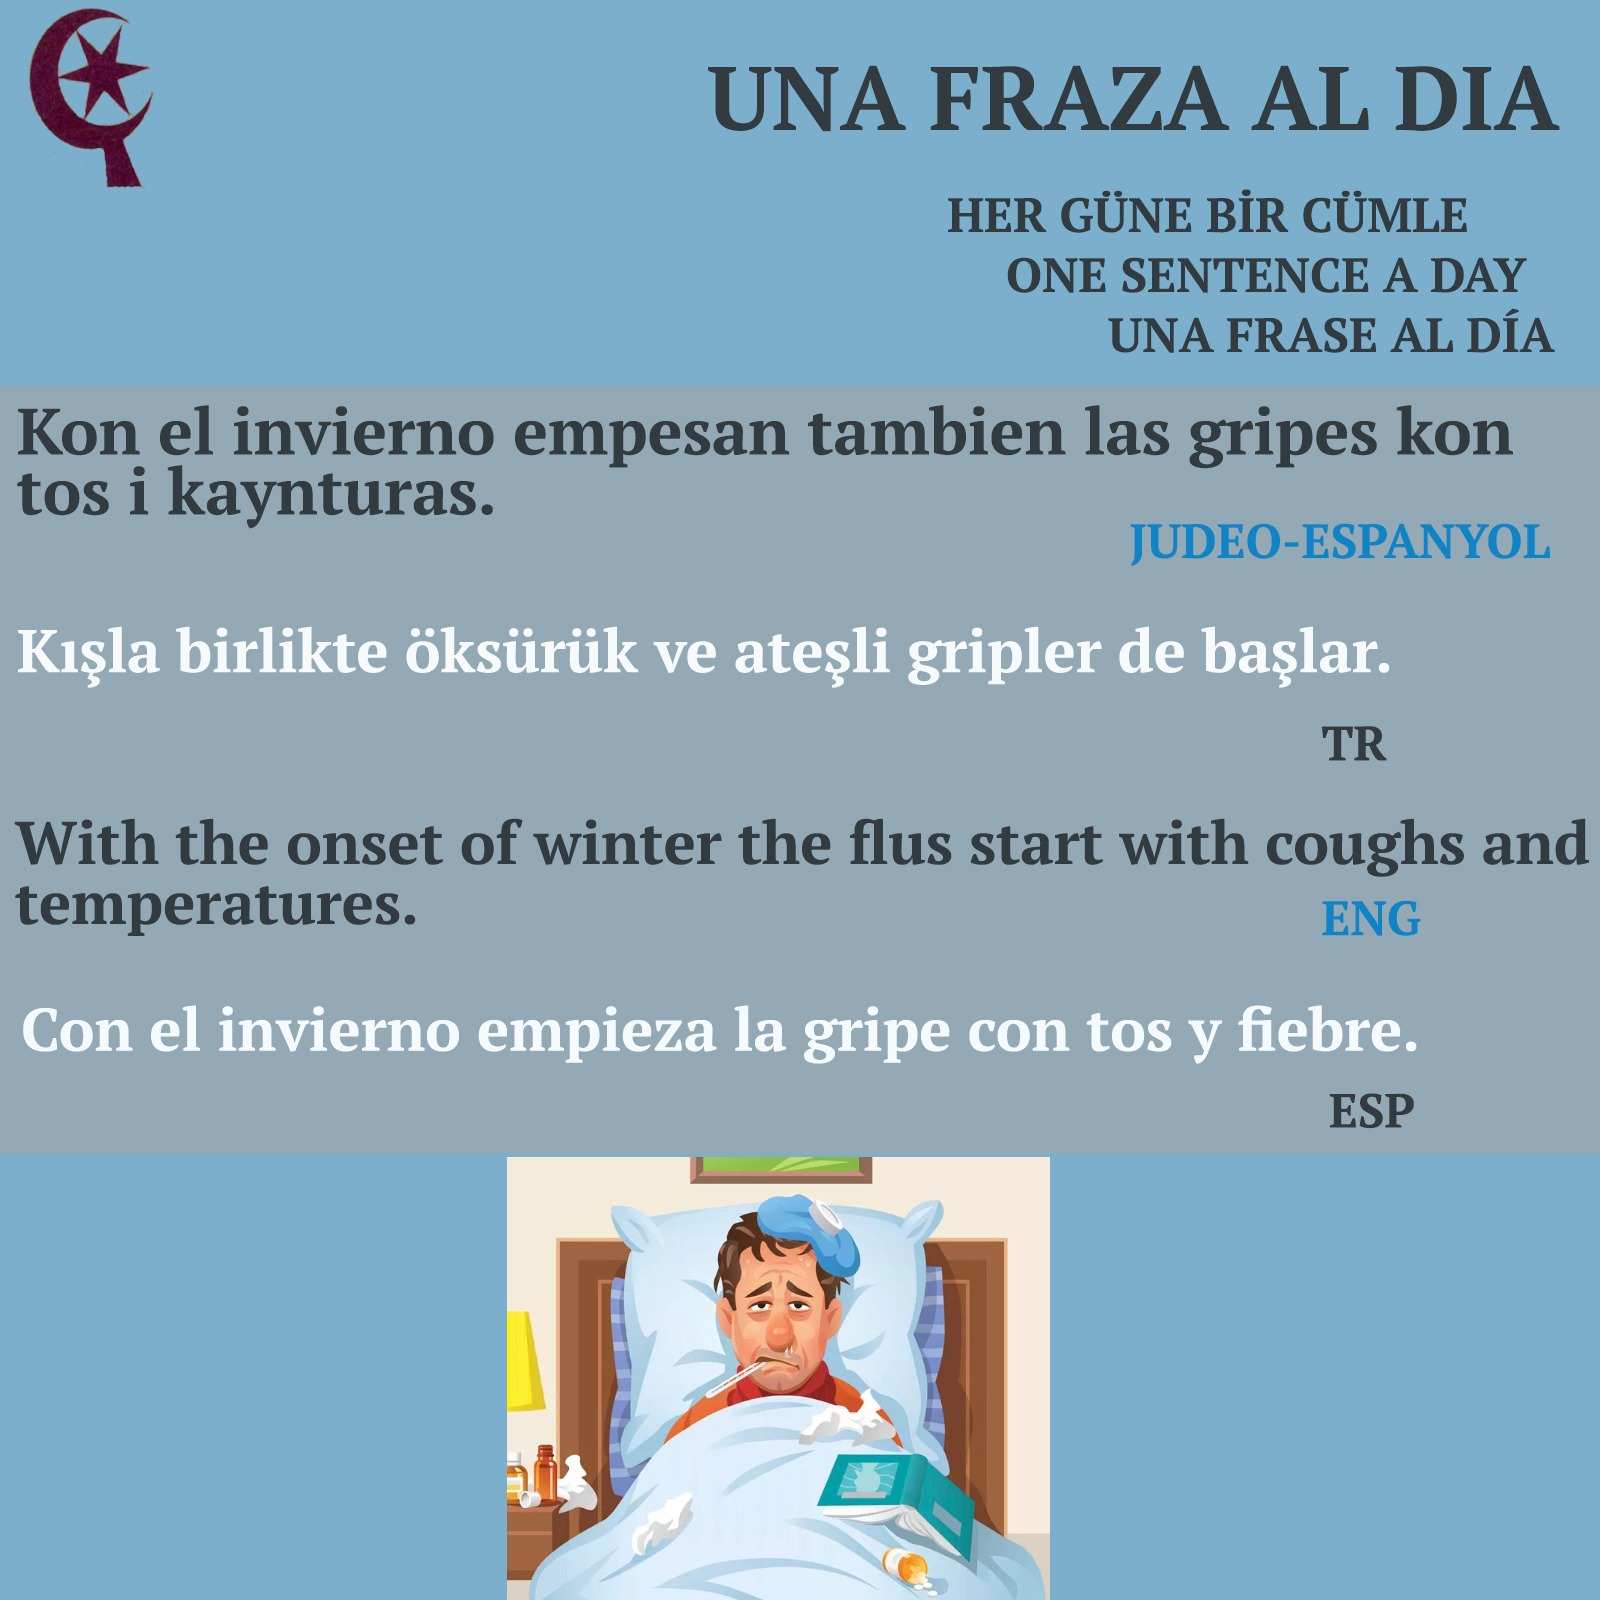 UNA FRAZA AL DIA
HER GÜNE BİR CÜMLE
ONE SENTENCE A DAY
UNA FRASE AL DÍA
Kon el invierno empesan tambien las gripes kon
tos i kaynturas.
JUDEO-ESPANYOL
Kışla birlikte öksürük ve ateşli gripler de başlar.
TR
With the onset of winter the flus start with coughs and
temperatures.
ENG
Con el invierno empieza la gripe con tos y fiebre.
ESP